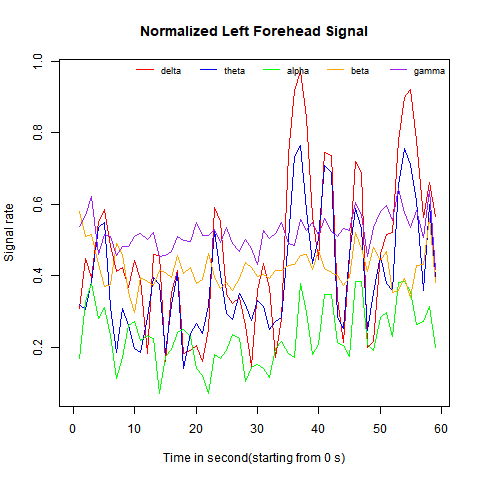 Normalized Left Forehead Signal
delta theta alpha beta gamma
1.0
0.8
0.6
0.4
0.2
Signal rate
0 10 20 30 40 50 60
Time in second(starting from 0 s)